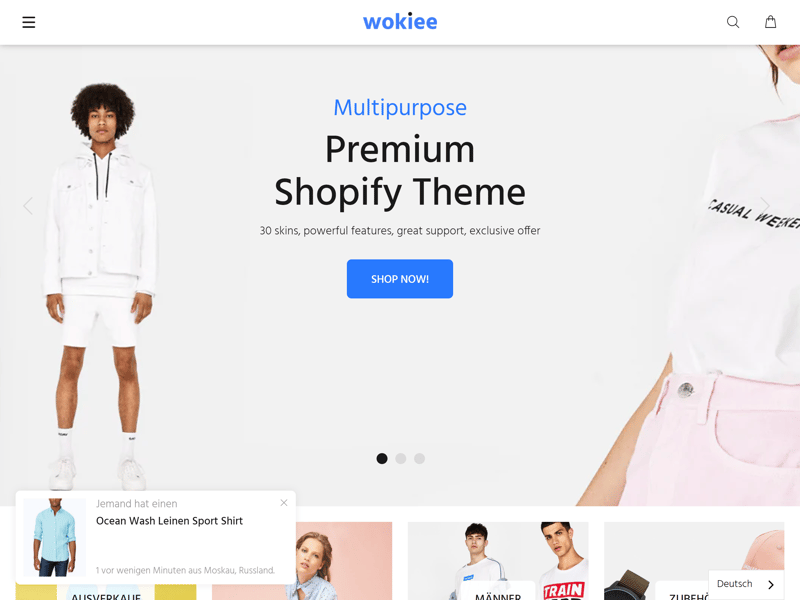 wokiee
Multipurpose
Premium
Shopify Theme
30 skins, powerful features, great support, exclusive offer
SHOP NOW!
CASUAL WEEKEN
Jemand hat einen
Ocean Wash Leinen Sport Shirt
1 vor wenigen Minuten aus Moskau, Russland.
AUSVERKAUF
MÄNNER
TRAIN
ZUBEHÖ
Deutsch